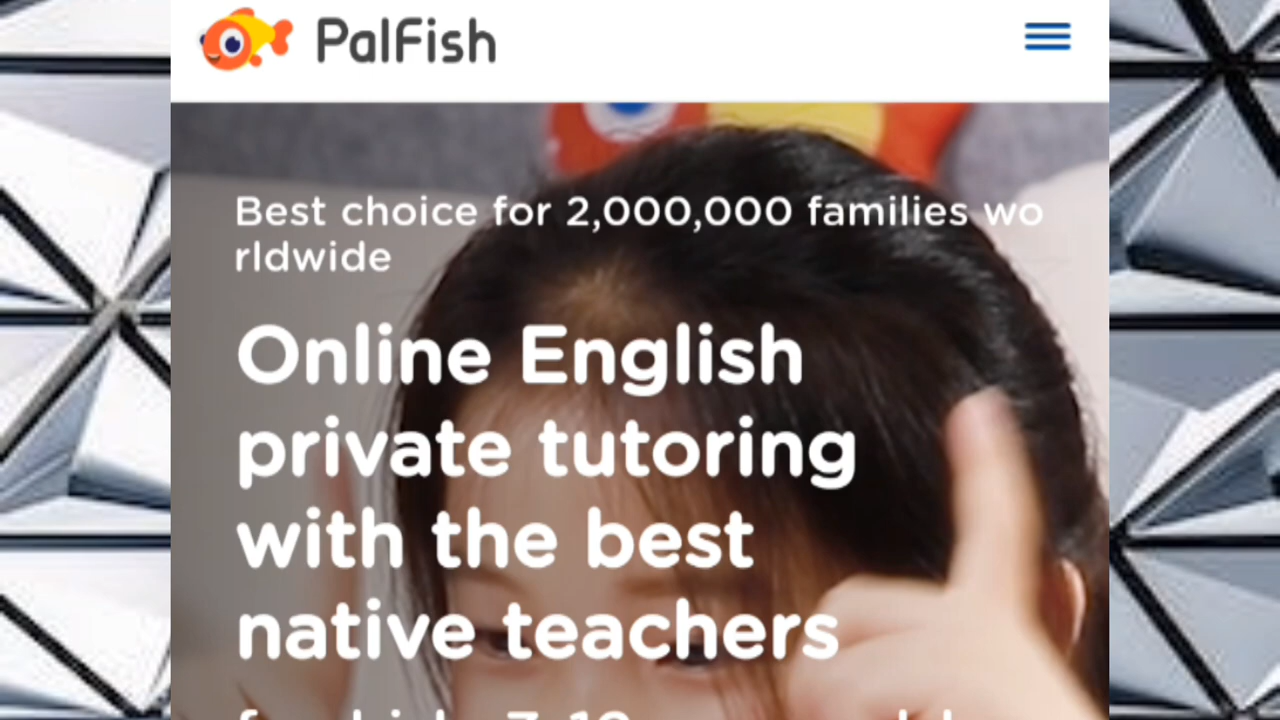 PalFish
Best choice for 2,000,000 families wo
rldwide
Online English
private tutoring
with the best
native teachers